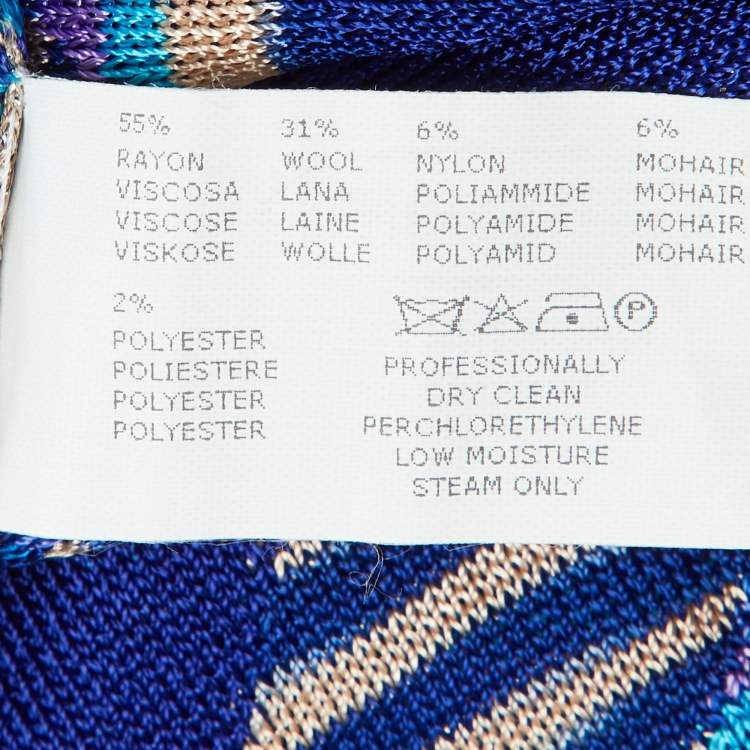 55% 31% 6% 6%
RAYON WOOL NYLON MOHAIR
VISCOSA LANA POLIAMMIDE MOHAIR
VISCOSE LAINE POLYAMIDE MOHAIR
VISKOSE WOLLE POLYAMID MOHAIR
2%
POLYESTER
POLIESTERE
POLYESTER
POLYESTER
P
PROFESSIONALLY
DRY CLEAN
PERCHLORETHYLENE
LOW MOISTURE
STEAM ONLY